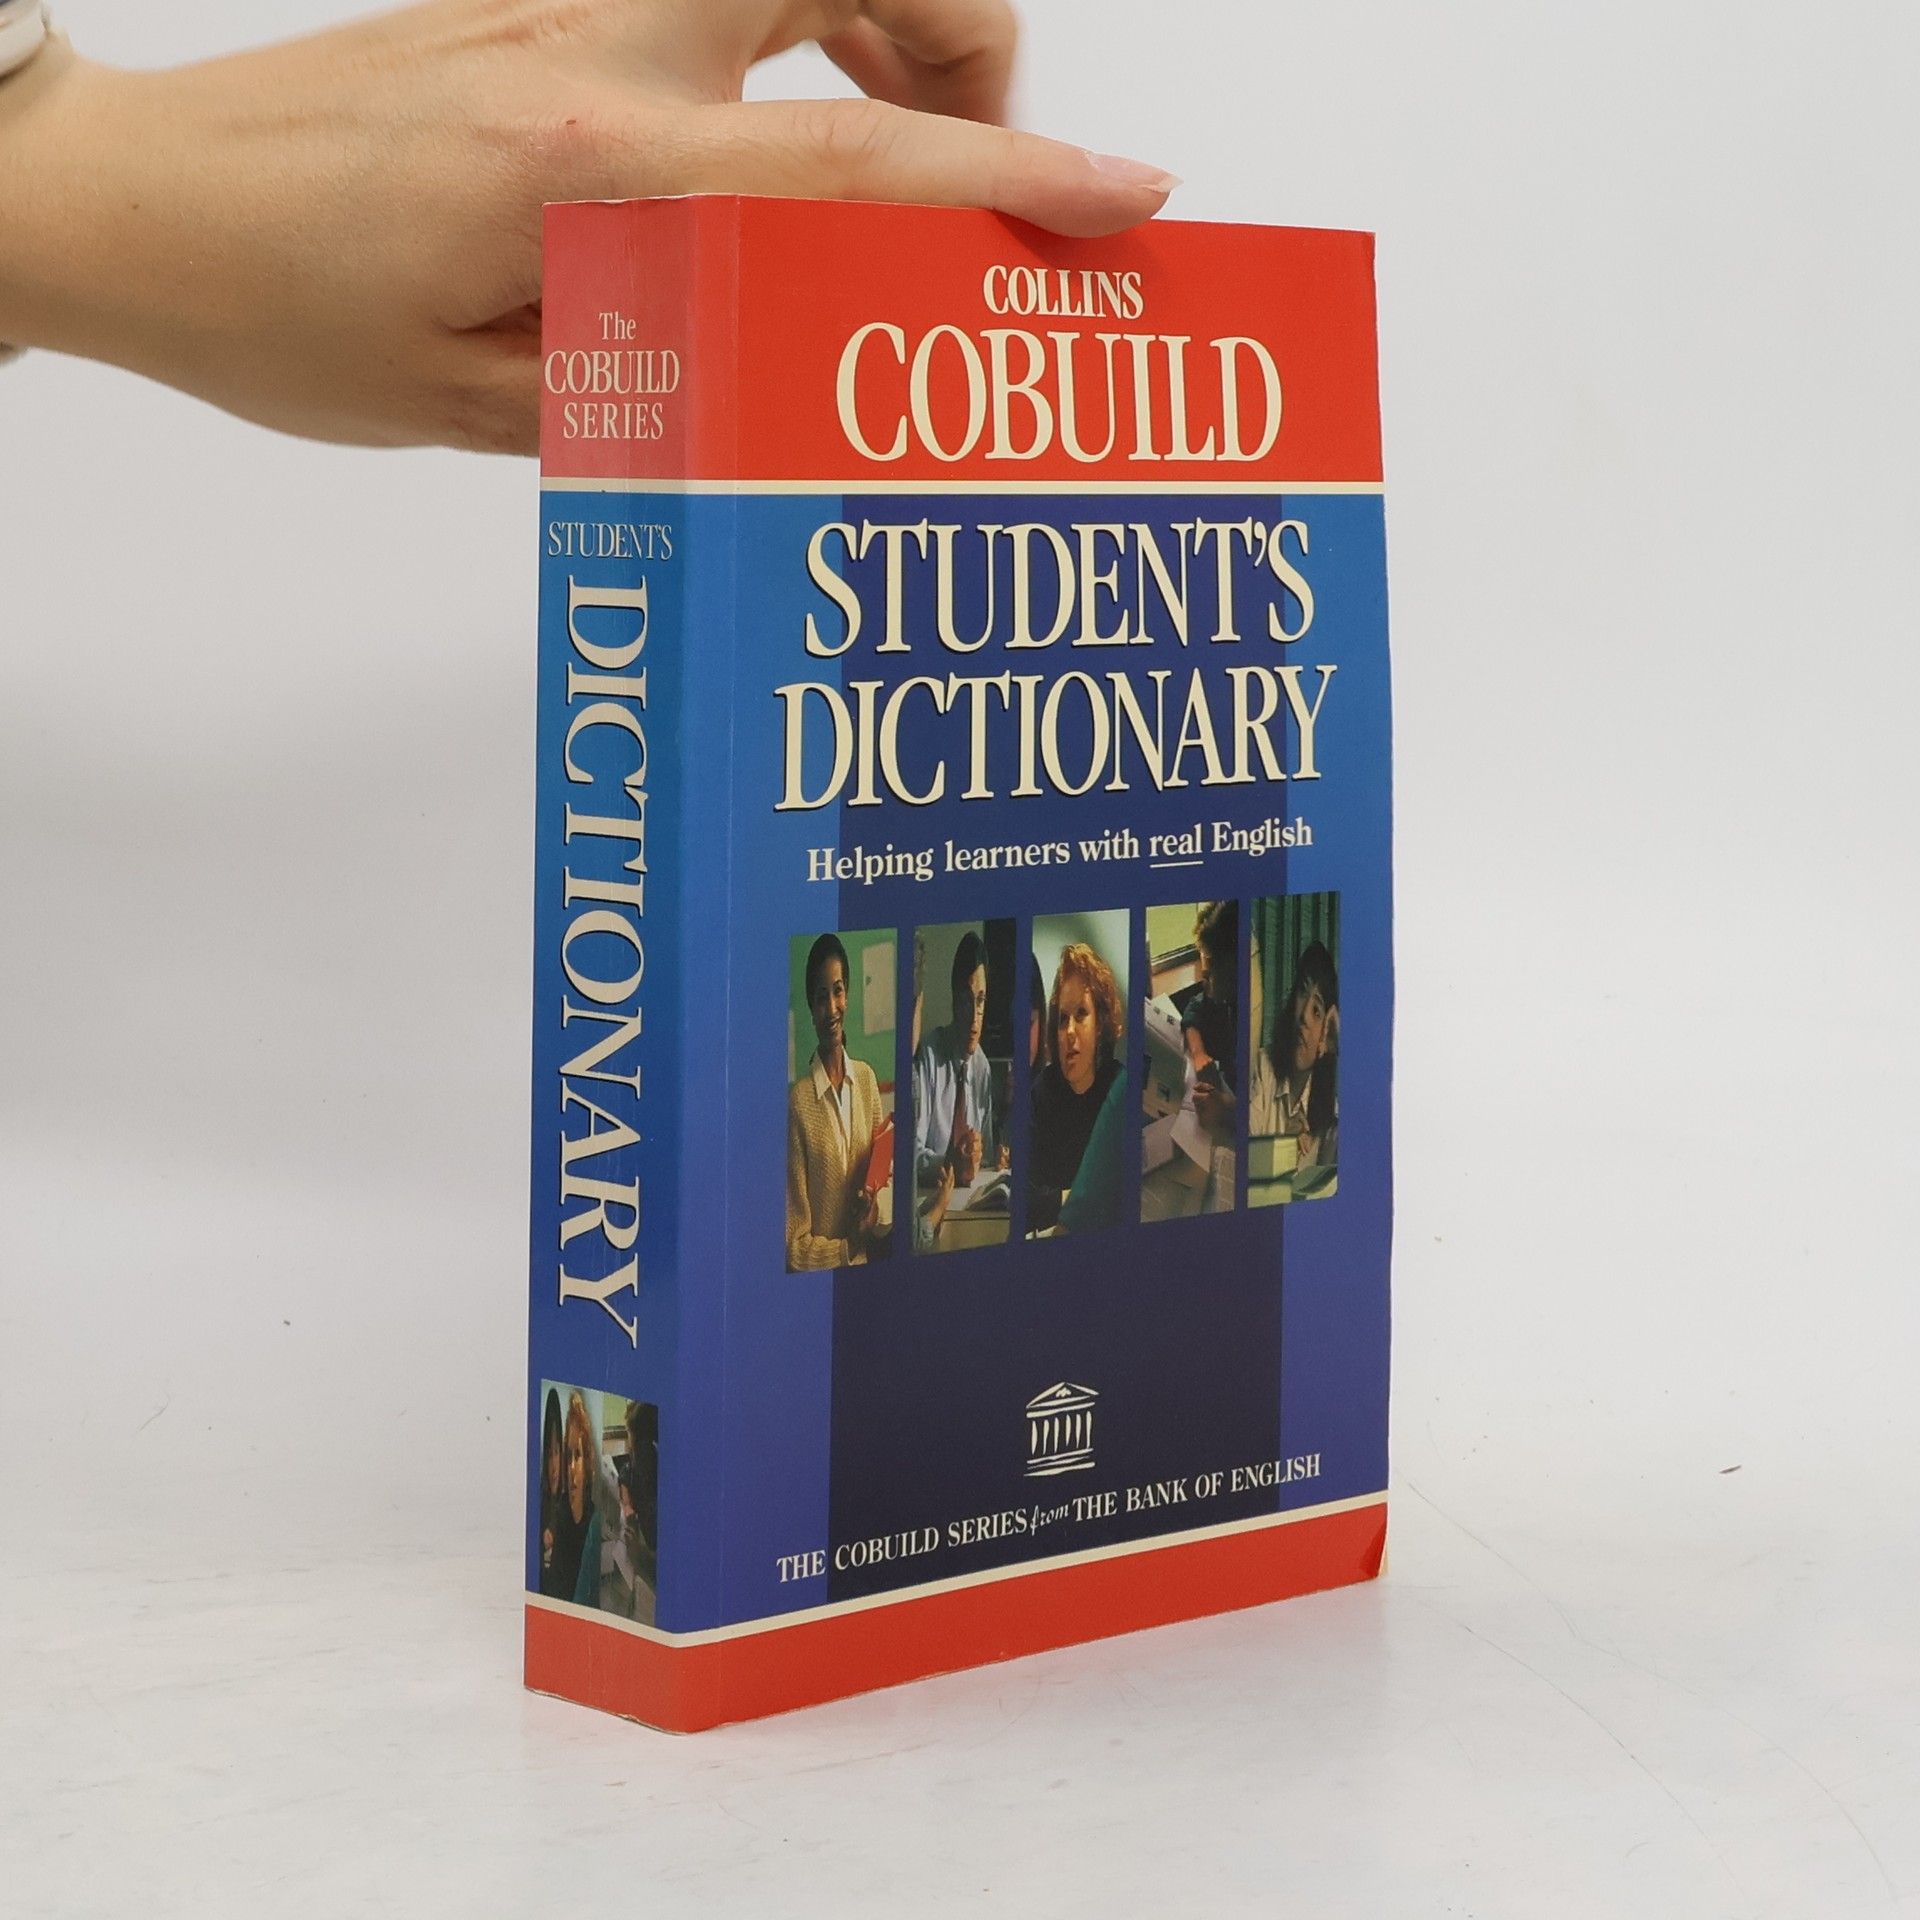 The
COBUILD
SERIES
STUDENT'S
DICTIONARY
COLLINS
COBUILD
STUDENT'S
DICTIONARY
Helping learners with real English
THE COBUILD SERIES from THE BANK OF ENGLISH